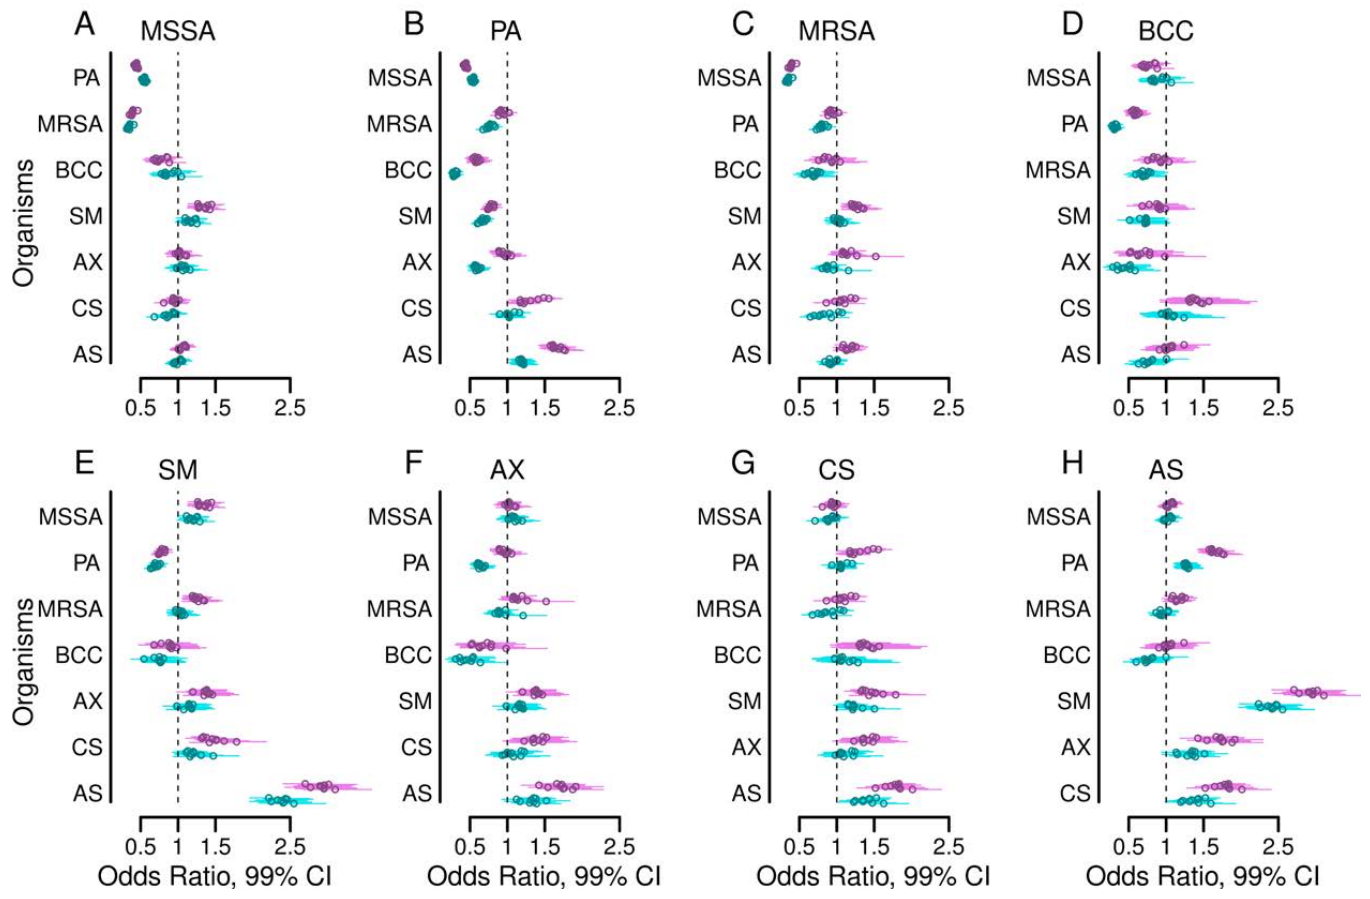 A MSSA
Organisms
PA
MRSA
BCC
SM
AX
CS
AS
0.5 1 1.5 2.5
B PA
MSSA
MRSA
BCC
SM
AX
CS
AS
0.5 1 1.5 2.5
C MRSA
MSSA
PA
BCC
SM
AX
CS
AS
0.5 1 1.5 2.5
D BCC
MSSA
PA
MRSA
SM
AX
CS
AS
0.5 1 1.5 2.5
E SM
Organisms
MSSA
PA
MRSA
BCC
AX
CS
AS
0.5 1 1.5 2.5
Odds Ratio, 99% CI
F AX
MSSA
PA
MRSA
BCC
SM
CS
AS
0.5 1 1.5 2.5
Odds Ratio, 99% CI
G CS
MSSA
PA
MRSA
BCC
SM
AX
AS
0.5 1 1.5 2.5
Odds Ratio, 99% CI
H AS
MSSA
PA
MRSA
BCC
SM
AX
CS
0.5 1 1.5 2.5
Odds Ratio, 99% CI